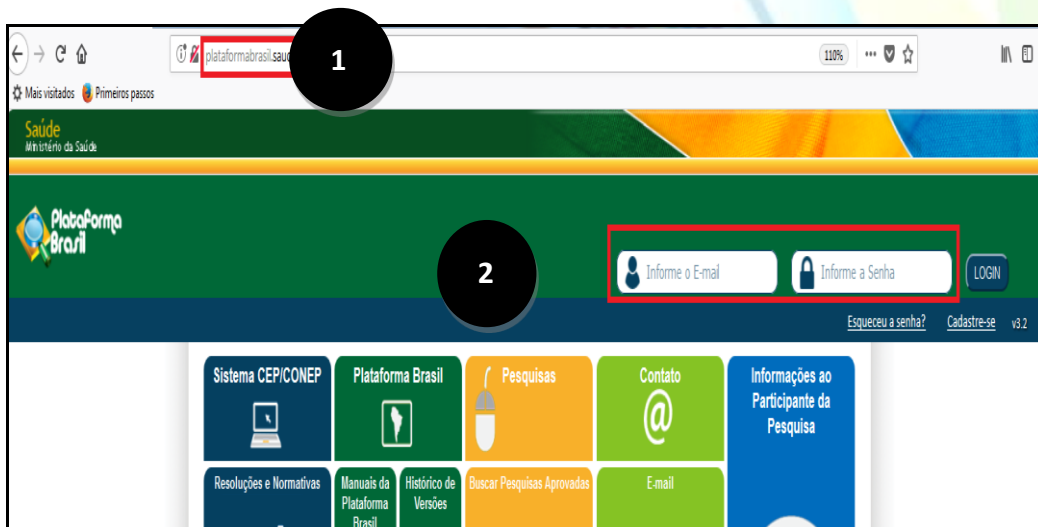 plataformabrasil.saud
1
110%
Mais visitados Primeiros passos
Saúde
Ministério da Saúde
Plataforma
Brasil
2
Informe o E-mail
Informe a Senha
LOGIN
Esqueceu a senha? Cadastre-se v3.2
Sistema CEP/CONEP
Plataforma Brasil
Pesquisas
Contato
@
Informações ao
Participante da
Pesquisa
Resoluções e Normativas
Manuais da
Plataforma
Brasil
Histórico de
Versões
Buscar Pesquisas Aprovadas
E-mail